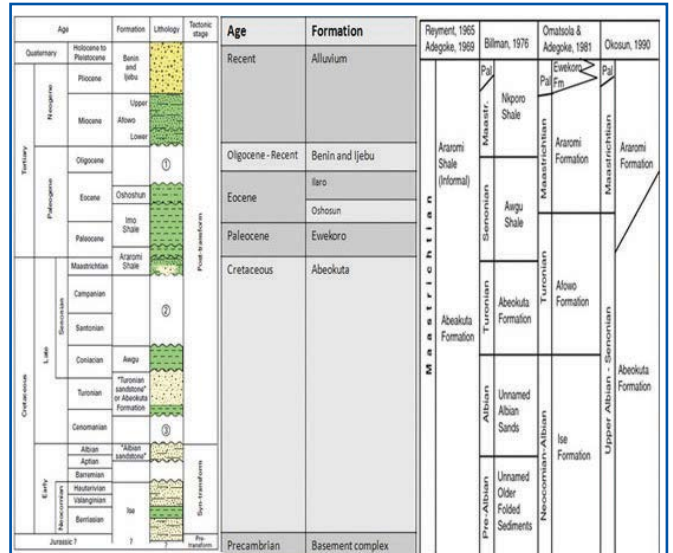 Age
Formation
Lithology
Tectonic
stage
Quaternary
Holocene to
Pleistocene
Benin
and
Ijebu
Tertiary
Neogene
Pliocene
Miocene
Upper
Afowo
Lower
Paleogene
Oligocene
①
Eocene
Oshoshun
Imo
Shale
Paleocene
Araromi
Shale
Post-transform
Cretaceous
Late
Maastrichtian
Senonian
Campanian
②
Santonian
Coniacian
Awgu
Turonian
"Turonian
sandstone"
or Abeokuta
Formation
Cenomanian
③
Early
Albian
"Albian
sandstone"
Aptian
Barremian
Neocomian
Hauterivian
Valanginian
Ise
Berriasian
Syn-transform
Jurassic ?
?
?
Pre-
transform
Age
Formation
Recent
Alluvium
Oligocene - Recent
Benin and Ijebu
Eocene
Ilaro
Oshosun
Paleocene
Ewekoro
Cretaceous
Abeokuta
Precambrian
Basement complex
Reyment, 1965
Adegoke, 1969
Billman, 1976
Omatsola &
Adegoke, 1981
Okosun, 1990
Maastrichtian
Araromi
Shale
(Informal)
Abeakuta
Formation
Pal
Maastr.
Nkporo
Shale
Senonian
Awgu
Shale
Turonian
Abeokuta
Formation
Albian
Unnamed
Albian
Sands
Pre-Albian
Unnamed
Older
Folded
Sediments
Pal
Ewekoro
Fm
Maastrichtian
Araromi
Formation
Turonian
Afowo
Formation
Neocomian-Albian
Ise
Formation
Pal
Maastrichtian
Araromi
Formation
Upper Albian - Senonian
Abeokuta
Formation